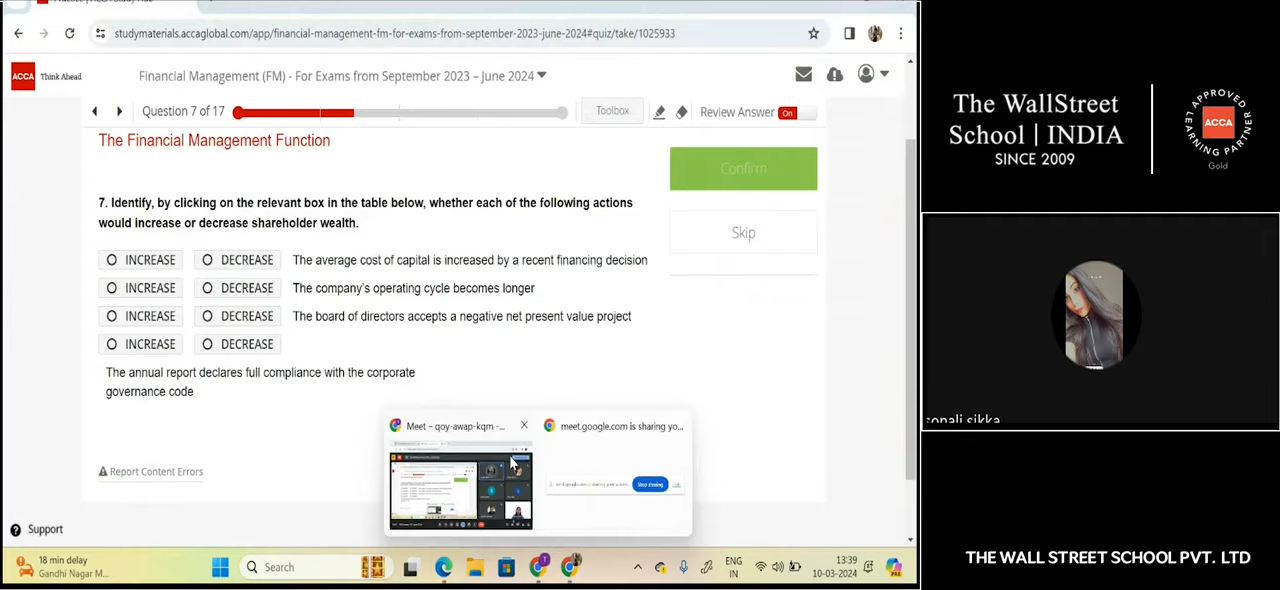 studymaterials.accaglobal.com/app/financial-management-fm-for-exams-from-september-2023-june-2024#quiz/take/1025933
ACCA Think Ahead
Financial Management (FM) - For Exams from September 2023 – June 2024
Question 7 of 17
Toolbox
Review Answer On
The Financial Management Function
Confirm
7. Identify, by clicking on the relevant box in the table below, whether each of the following actions
would increase or decrease shareholder wealth.
Skip
INCREASE DECREASE The average cost of capital is increased by a recent financing decision
INCREASE DECREASE The company's operating cycle becomes longer
INCREASE DECREASE The board of directors accepts a negative net present value project
INCREASE DECREASE
The annual report declares full compliance with the corporate
governance code
Meet – qoy-awap-kqm -...
meet.google.com is sharing yo...
Stop sharing
Report Content Errors
Support
18 min delay
Gandhi Nagar M...
Search
ENG
IN
13:39
10-03-2024
The WallStreet
School | INDIA
SINCE 2009
APPROVED
LEARNING PARTNER
ACCA
Gold
sonali sikka
THE WALL STREET SCHOOL PVT. LTD